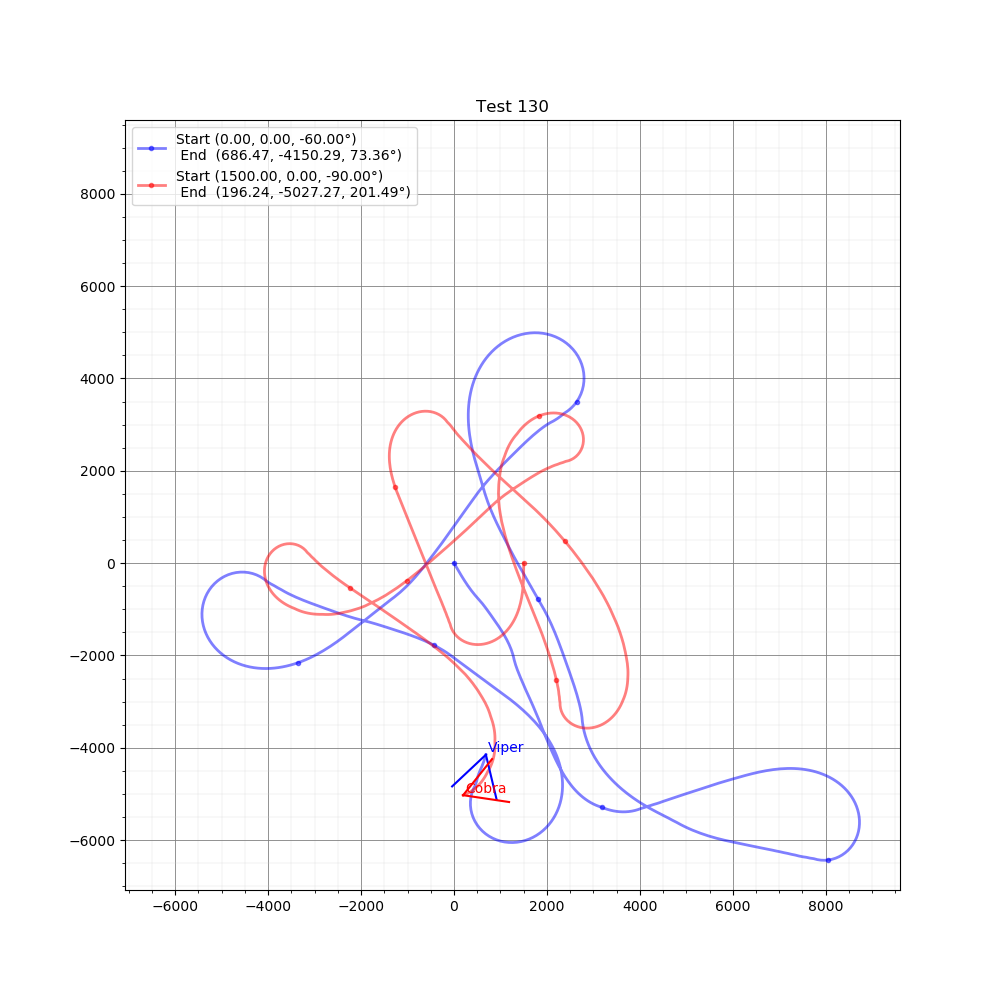 Test 130
Start (0.00, 0.00, -60.00°)
End  (686.47, -4150.29, 73.36°)
Start (1500.00, 0.00, -90.00°)
End  (196.24, -5027.27, 201.49°)
8000
6000
4000
2000
0
−2000
−4000
−6000
Viper
Cobra
−6000 −4000 −2000 0 2000 4000 6000 8000